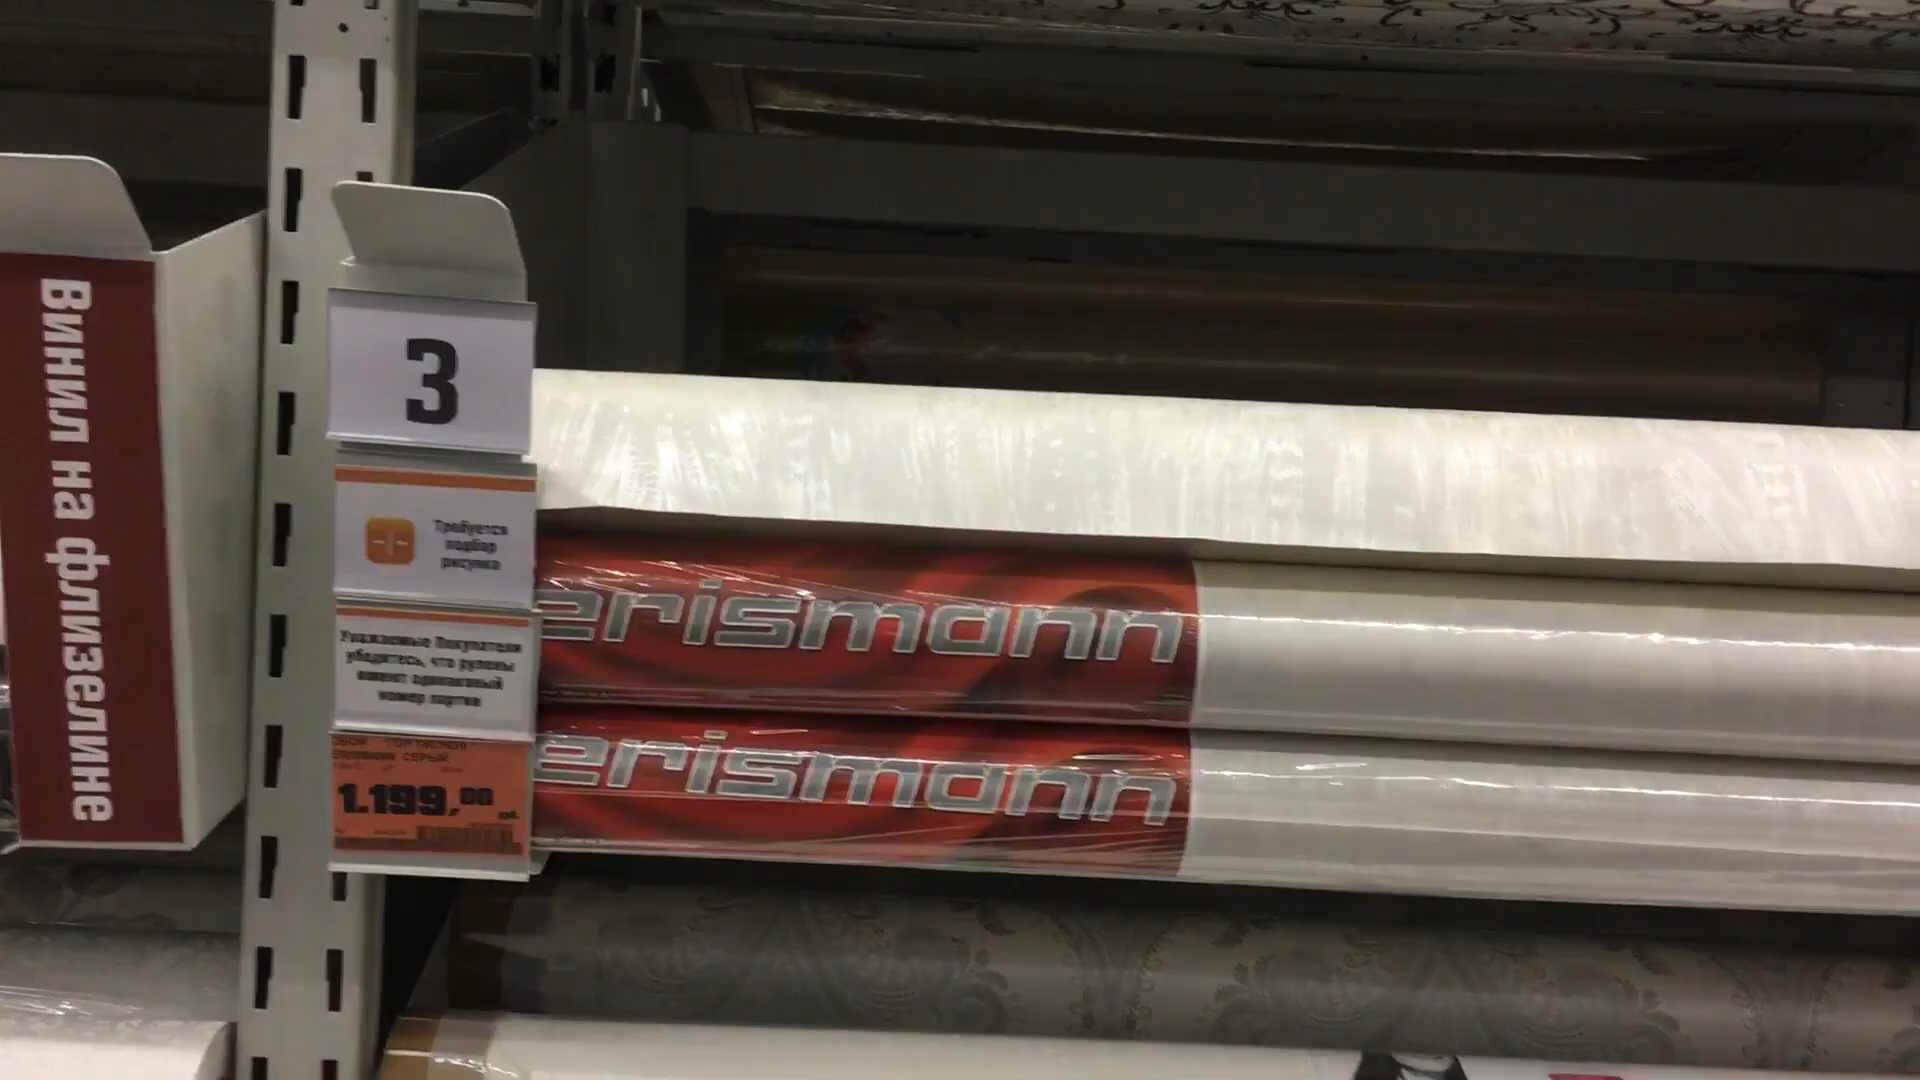 Винил на флизелине
3
Требуется
подбор
рисунка
erismann
Уважаемые Покупатели
убедитесь, что рулоны
имеют одинаковый
номер партии
erismann
СЕРЫЙ
1.199,00